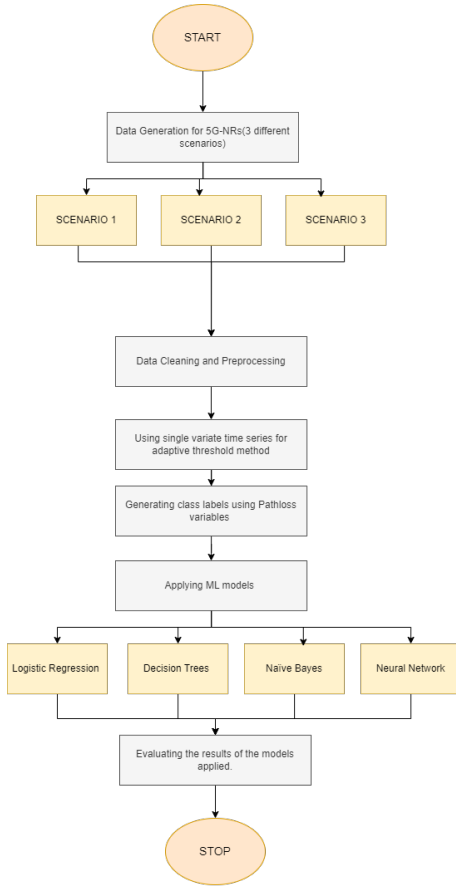 START
Data Generation for 5G-NRs(3 different
scenarios)
SCENARIO 1
SCENARIO 2
SCENARIO 3
Data Cleaning and Preprocessing
Using single variate time series for
adaptive threshold method
Generating class labels using Pathloss
variables
Applying ML models
Logistic Regression
Decision Trees
Naïve Bayes
Neural Network
Evaluating the results of the models
applied.
STOP